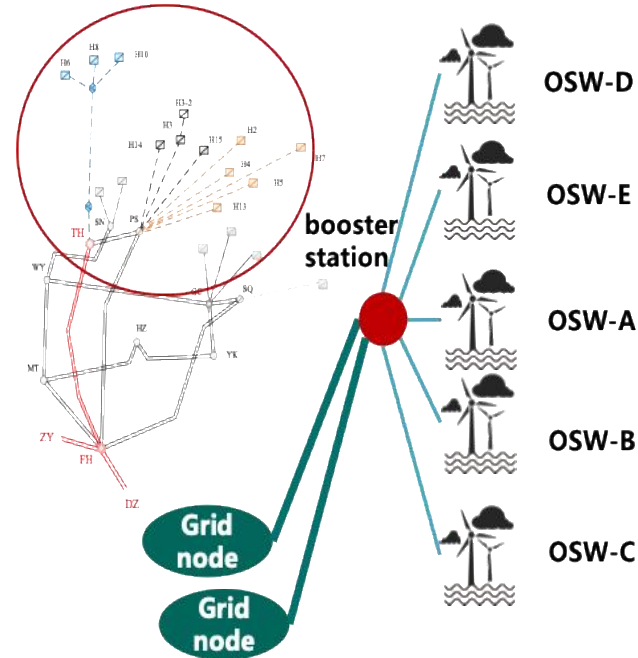 H8
H6
H10
H3-2
H3
H14
H15
H2
H7
H4
H5
H13
SN
PS
TH
WY
SQ
HZ
YK
MT
ZY
FH
DZ
booster
station
OSW-D
OSW-E
OSW-A
OSW-B
OSW-C
Grid
node
Grid
node